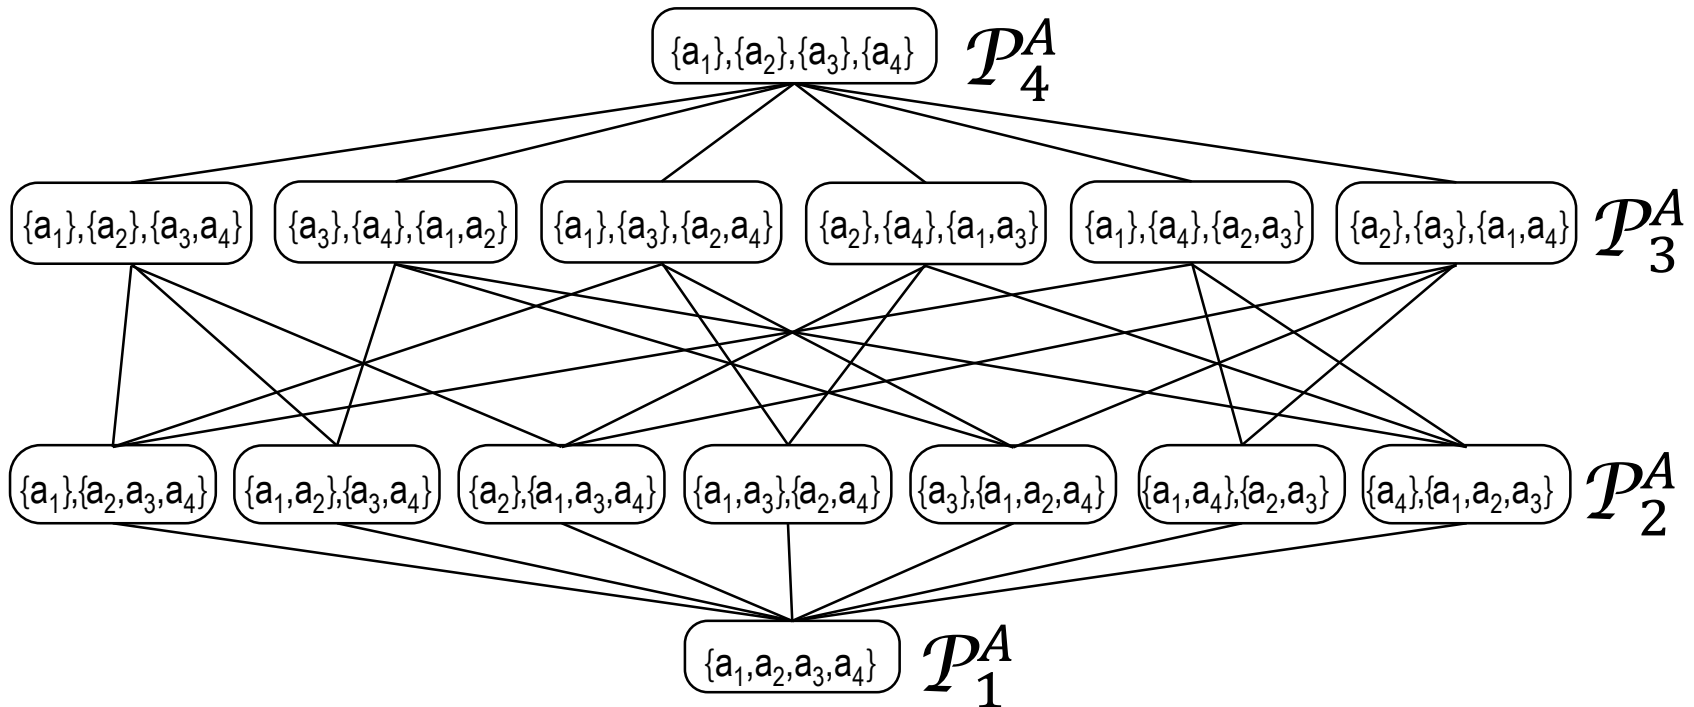 {a₁},{a₂},{a₃},{a₄} 𝒫₄ᴬ
{a₁},{a₂},{a₃,a₄} {a₃},{a₄},{a₁,a₂} {a₁},{a₃},{a₂,a₄} {a₂},{a₄},{a₁,a₃} {a₁},{a₄},{a₂,a₃} {a₂},{a₃},{a₁,a₄} 𝒫₃ᴬ
{a₁},{a₂,a₃,a₄} {a₁,a₂},{a₃,a₄} {a₂},{a₁,a₃,a₄} {a₁,a₃},{a₂,a₄} {a₃},{a₁,a₂,a₄} {a₁,a₄},{a₂,a₃} {a₄},{a₁,a₂,a₃} 𝒫₂ᴬ
{a₁,a₂,a₃,a₄} 𝒫₁ᴬ